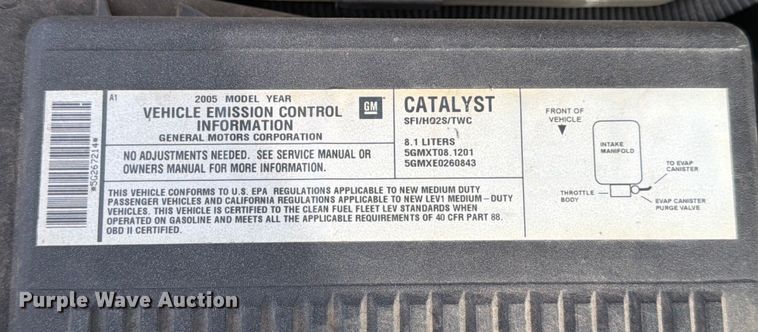 A1
2005 MODEL YEAR
VEHICLE EMISSION CONTROL
INFORMATION
GENERAL MOTORS CORPORATION
GM
NO ADJUSTMENTS NEEDED. SEE SERVICE MANUAL OR
OWNERS MANUAL FOR MORE INFORMATION.
CATALYST
SFI/HO2S/TWC
8.1 LITERS
5GMXT08.1201
5GMXE0260843
THIS VEHICLE CONFORMS TO U.S. EPA REGULATIONS APPLICABLE TO NEW MEDIUM DUTY
PASSENGER VEHICLES AND CALIFORNIA REGULATIONS APPLICABLE TO NEW LEV1 MEDIUM-DUTY
VEHICLES. THIS VEHICLE IS CERTIFIED TO THE CLEAN FUEL FLEET LEV STANDARDS WHEN
OPERATED ON GASOLINE AND MEETS ALL THE APPLICABLE REQUIREMENTS OF 40 CFR PART 88.
OBD II CERTIFIED.
FRONT OF
VEHICLE
INTAKE
MANIFOLD
TO EVAP
CANISTER
THROTTLE
BODY
EVAP CANISTER
PURGE VALVE
*5G267214*
Purple Wave Auction